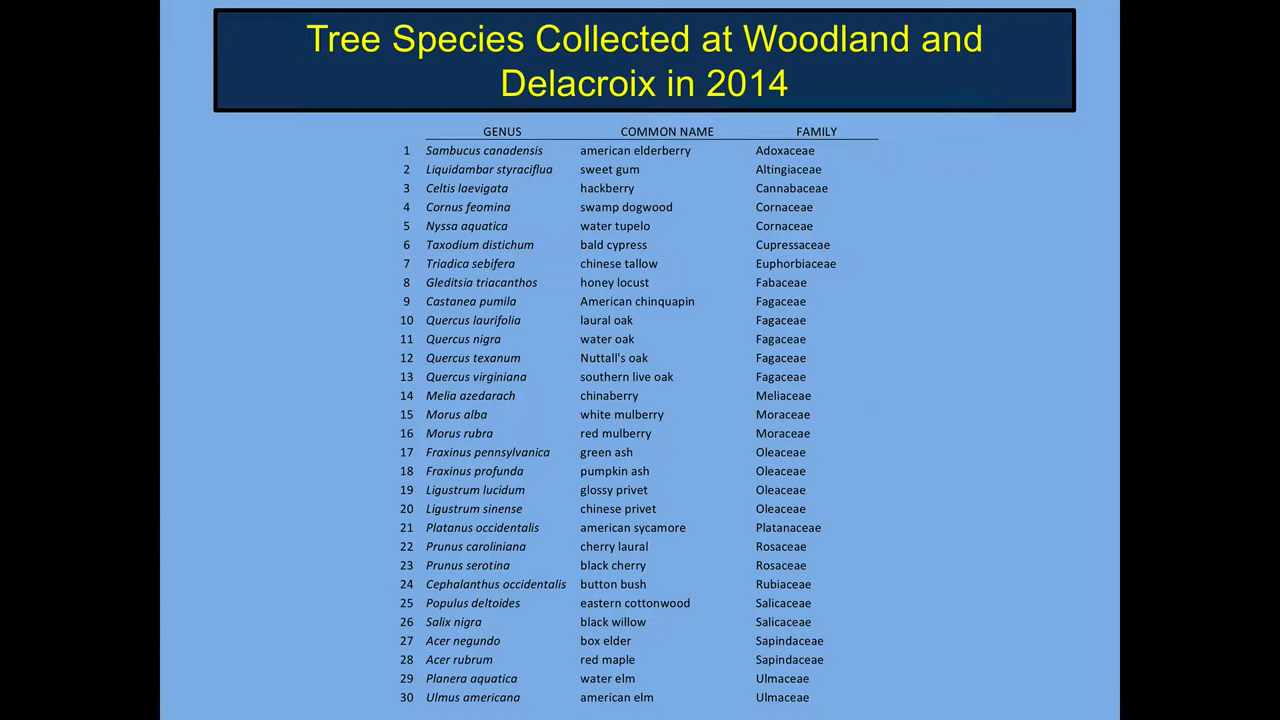 Tree Species Collected at Woodland and
Delacroix in 2014
GENUS COMMON NAME FAMILY
1 Sambucus canadensis american elderberry Adoxaceae
2 Liquidambar styraciflua sweet gum Altingiaceae
3 Celtis laevigata hackberry Cannabaceae
4 Cornus feomina swamp dogwood Cornaceae
5 Nyssa aquatica water tupelo Cornaceae
6 Taxodium distichum bald cypress Cupressaceae
7 Triadica sebifera chinese tallow Euphorbiaceae
8 Gleditsia triacanthos honey locust Fabaceae
9 Castanea pumila American chinquapin Fagaceae
10 Quercus laurifolia laural oak Fagaceae
11 Quercus nigra water oak Fagaceae
12 Quercus texanum Nuttall's oak Fagaceae
13 Quercus virginiana southern live oak Fagaceae
14 Melia azedarach chinaberry Meliaceae
15 Morus alba white mulberry Moraceae
16 Morus rubra red mulberry Moraceae
17 Fraxinus pennsylvanica green ash Oleaceae
18 Fraxinus profunda pumpkin ash Oleaceae
19 Ligustrum lucidum glossy privet Oleaceae
20 Ligustrum sinense chinese privet Oleaceae
21 Platanus occidentalis american sycamore Platanaceae
22 Prunus caroliniana cherry laural Rosaceae
23 Prunus serotina black cherry Rosaceae
24 Cephalanthus occidentalis button bush Rubiaceae
25 Populus deltoides eastern cottonwood Salicaceae
26 Salix nigra black willow Salicaceae
27 Acer negundo box elder Sapindaceae
28 Acer rubrum red maple Sapindaceae
29 Planera aquatica water elm Ulmaceae
30 Ulmus americana american elm Ulmaceae